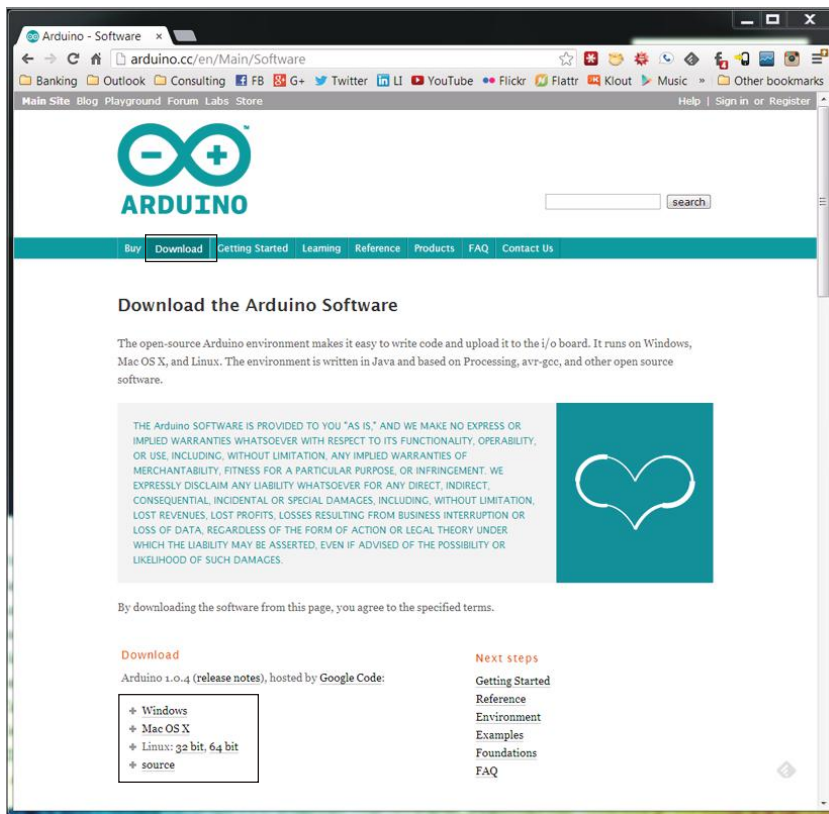 Arduino - Software
arduino.cc/en/Main/Software
Banking Outlook Consulting FB G+ Twitter LI YouTube Flickr Flattr Klout Music » Other bookmarks
Main Site Blog Playground Forum Labs Store Help | Sign in or Register
ARDUINO
TM
search
Buy Download Getting Started Learning Reference Products FAQ Contact Us
Download the Arduino Software
The open-source Arduino environment makes it easy to write code and upload it to the i/o board. It runs on Windows,
Mac OS X, and Linux. The environment is written in Java and based on Processing, avr-gcc, and other open source
software.
THE Arduino SOFTWARE IS PROVIDED TO YOU "AS IS," AND WE MAKE NO EXPRESS OR
IMPLIED WARRANTIES WHATSOEVER WITH RESPECT TO ITS FUNCTIONALITY, OPERABILITY,
OR USE, INCLUDING, WITHOUT LIMITATION, ANY IMPLIED WARRANTIES OF
MERCHANTABILITY, FITNESS FOR A PARTICULAR PURPOSE, OR INFRINGEMENT. WE
EXPRESSLY DISCLAIM ANY LIABILITY WHATSOEVER FOR ANY DIRECT, INDIRECT,
CONSEQUENTIAL, INCIDENTAL OR SPECIAL DAMAGES, INCLUDING, WITHOUT LIMITATION,
LOST REVENUES, LOST PROFITS, LOSSES RESULTING FROM BUSINESS INTERRUPTION OR
LOSS OF DATA, REGARDLESS OF THE FORM OF ACTION OR LEGAL THEORY UNDER
WHICH THE LIABILITY MAY BE ASSERTED, EVEN IF ADVISED OF THE POSSIBILITY OR
LIKELIHOOD OF SUCH DAMAGES.
By downloading the software from this page, you agree to the specified terms.
Download
Arduino 1.0.4 (release notes), hosted by Google Code:
Windows
Mac OS X
Linux: 32 bit, 64 bit
source
Next steps
Getting Started
Reference
Environment
Examples
Foundations
FAQ